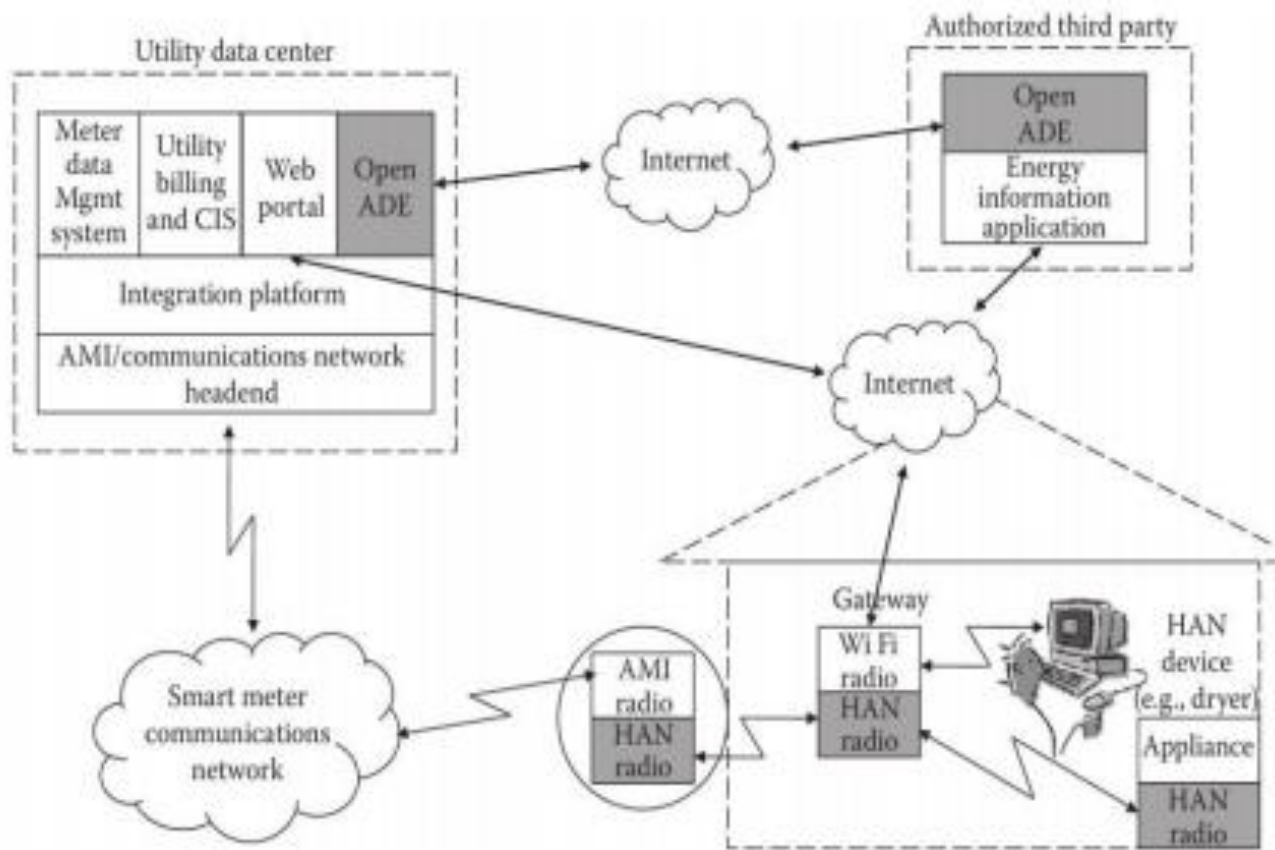 Utility data center
Authorized third party
Meter
data
Mgmt
system
Utility
billing
and CIS
Web
portal
Open
ADE
Integration platform
AMI/communications network
headend
Internet
Open
ADE
Energy
information
application
Internet
Smart meter
communications
network
AMI
radio
HAN
radio
Gateway
Wi Fi
radio
HAN
radio
HAN
device
(e.g., dryer)
Appliance
HAN
radio